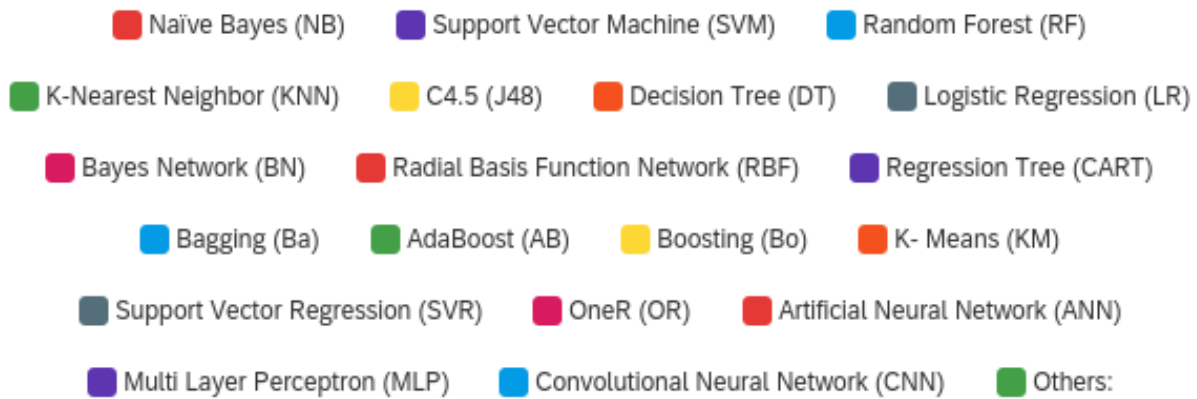 Naïve Bayes (NB) Support Vector Machine (SVM) Random Forest (RF)
K-Nearest Neighbor (KNN) C4.5 (J48) Decision Tree (DT) Logistic Regression (LR)
Bayes Network (BN) Radial Basis Function Network (RBF) Regression Tree (CART)
Bagging (Ba) AdaBoost (AB) Boosting (Bo) K- Means (KM)
Support Vector Regression (SVR) OneR (OR) Artificial Neural Network (ANN)
Multi Layer Perceptron (MLP) Convolutional Neural Network (CNN) Others: